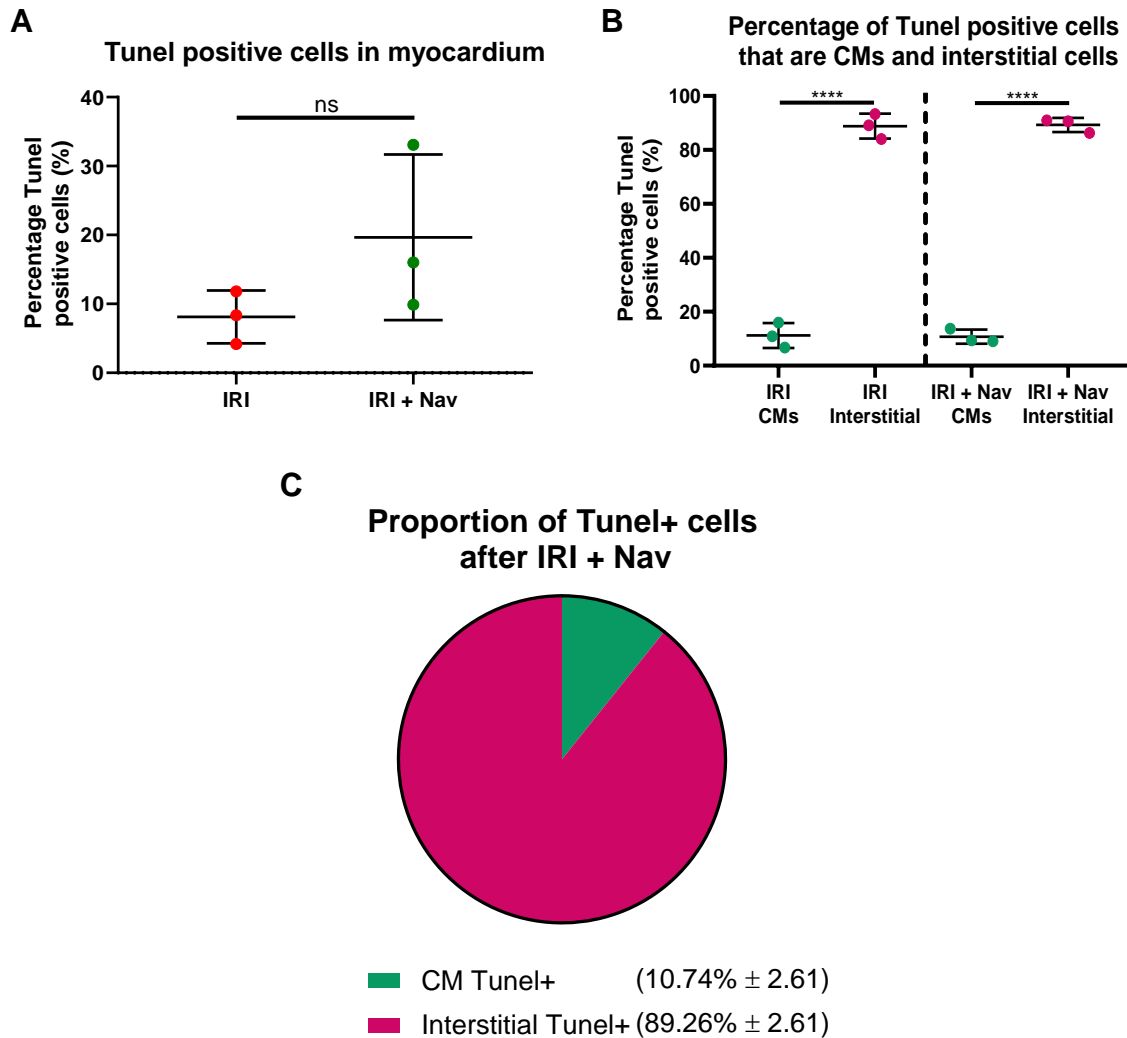 A
Tunel positive cells in myocardium
Percentage Tunel
positive cells (%)
40
30
20
10
0
ns
IRI
IRI + Nav
B
Percentage of Tunel positive cells
that are CMs and interstitial cells
Percentage Tunel
positive cells (%)
100
80
60
40
20
0
****
****
IRI
CMs
IRI
Interstitial
IRI + Nav
CMs
IRI + Nav
Interstitial
C
Proportion of Tunel+ cells
after IRI + Nav
CM Tunel+ (10.74% ± 2.61)
Interstitial Tunel+ (89.26% ± 2.61)